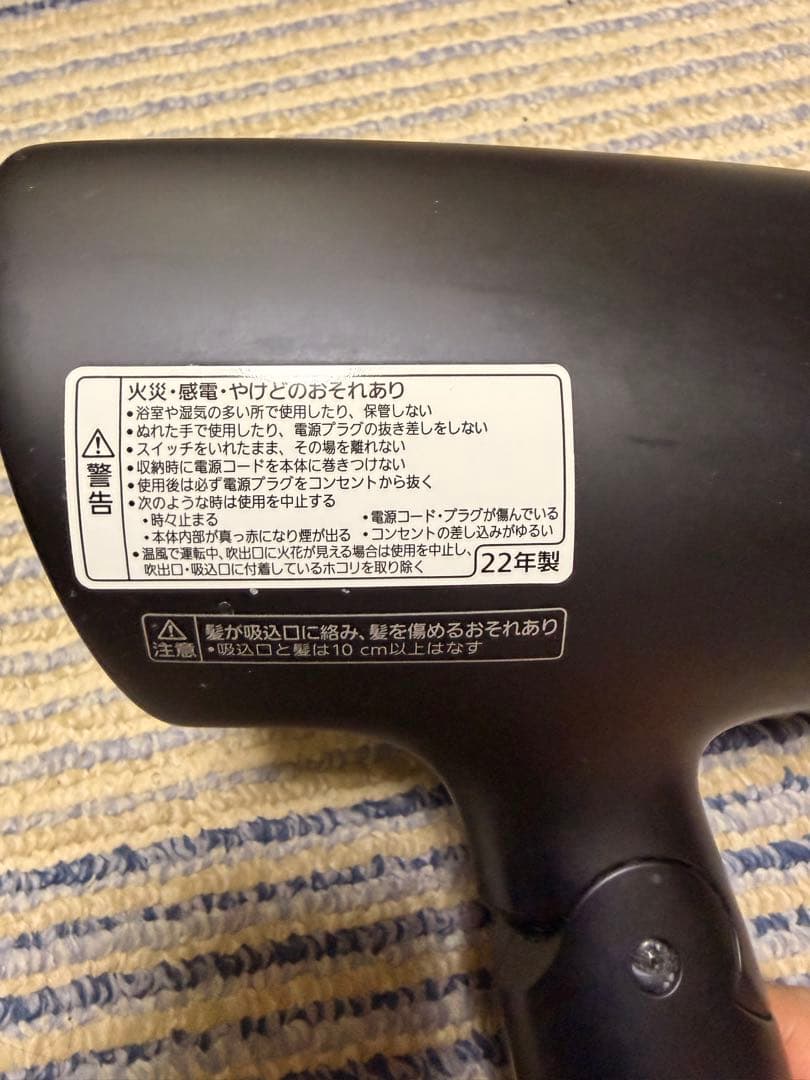 警告
火災・感電・やけどのおそれあり
•浴室や湿気の多い所で使用したり、保管しない
•ぬれた手で使用したり、電源プラグの抜き差しをしない
•スイッチをいれたまま、その場を離れない
•収納時に電源コードを本体に巻きつけない
•使用後は必ず電源プラグをコンセントから抜く
•次のような時は使用を中止する
・時々止まる ・電源コード・プラグが傷んでいる
・本体内部が真っ赤になり煙が出る ・コンセントの差し込みがゆるい
•温風で運転中、吹出口に火花が見える場合は使用を中止し、
吹出口・吸込口に付着しているホコリを取り除く
22年製
注意
髪が吸込口に絡み、髪を傷めるおそれあり
•吸込口と髪は10 cm以上はなす